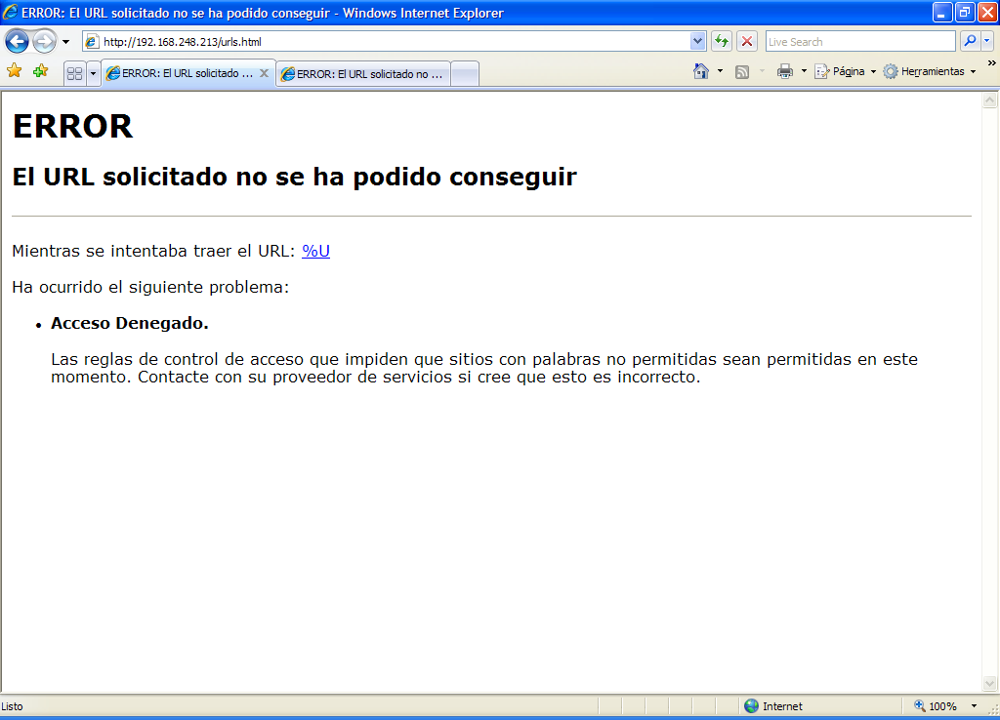 ERROR: El URL solicitado no se ha podido conseguir - Windows Internet Explorer
http://192.168.248.213/urls.html
Live Search
ERROR: El URL solicitado ...
ERROR: El URL solicitado no ...
Página
Herramientas
»
ERROR
El URL solicitado no se ha podido conseguir
Mientras se intentaba traer el URL: %U
Ha ocurrido el siguiente problema:
• Acceso Denegado.
Las reglas de control de acceso que impiden que sitios con palabras no permitidas sean permitidas en este
momento. Contacte con su proveedor de servicios si cree que esto es incorrecto.
Listo
Internet
100%